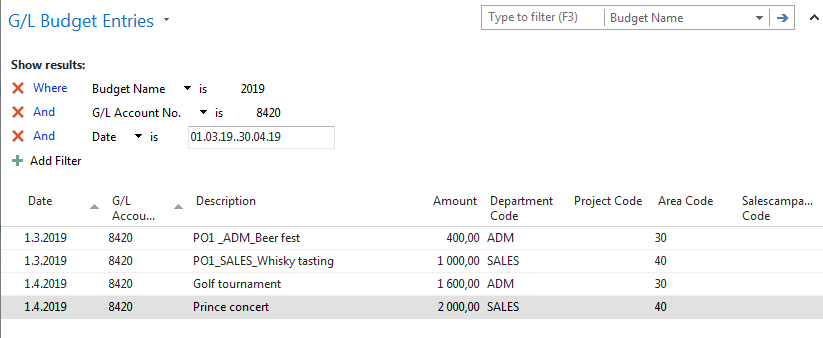 G/L Budget Entries
Type to filter (F3) Budget Name
Show results:
Where Budget Name is 2019
And G/L Account No. is 8420
And Date is 01.03.19..30.04.19
Add Filter
Date G/L Accou... Description Amount Department Code Project Code Area Code Salescampa... Code
1.3.2019 8420 PO1 _ADM_Beer fest 400,00 ADM 30
1.3.2019 8420 PO1_SALES_Whisky tasting 1 000,00 SALES 40
1.4.2019 8420 Golf tournament 1 600,00 ADM 30
1.4.2019 8420 Prince concert 2 000,00 SALES 40